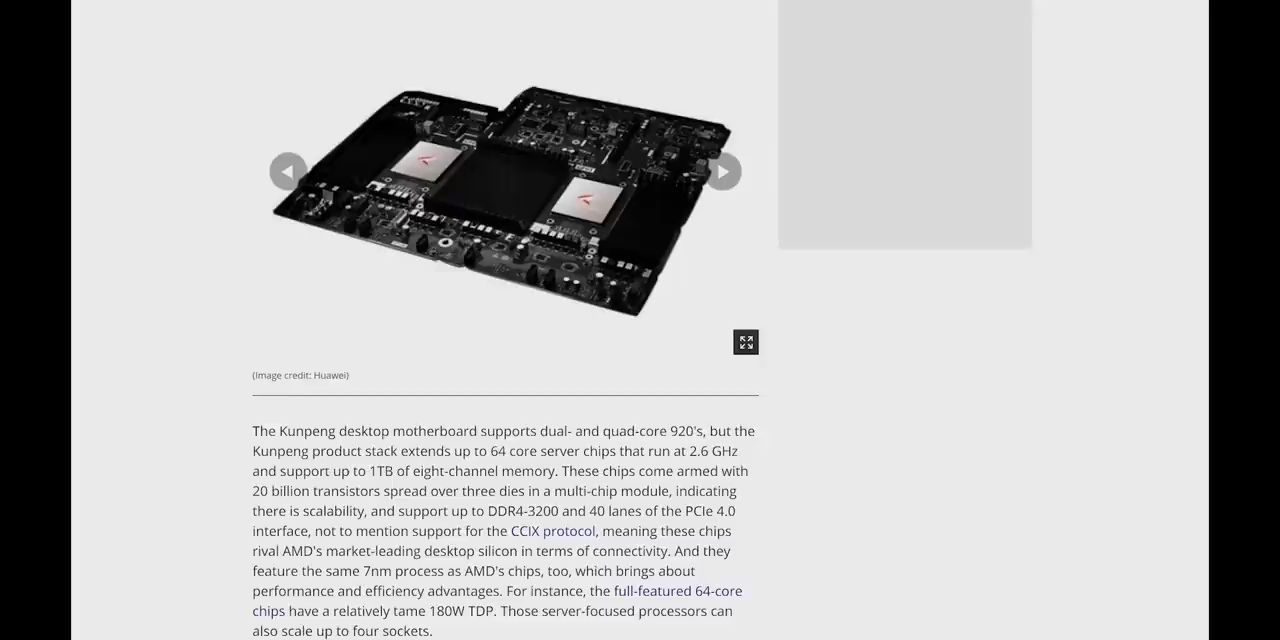 (Image credit: Huawei)
The Kunpeng desktop motherboard supports dual- and quad-core 920's, but the
Kunpeng product stack extends up to 64 core server chips that run at 2.6 GHz
and support up to 1TB of eight-channel memory. These chips come armed with
20 billion transistors spread over three dies in a multi-chip module, indicating
there is scalability, and support up to DDR4-3200 and 40 lanes of the PCIe 4.0
interface, not to mention support for the CCIX protocol, meaning these chips
rival AMD's market-leading desktop silicon in terms of connectivity. And they
feature the same 7nm process as AMD's chips, too, which brings about
performance and efficiency advantages. For instance, the full-featured 64-core
chips have a relatively tame 180W TDP. Those server-focused processors can
also scale up to four sockets.